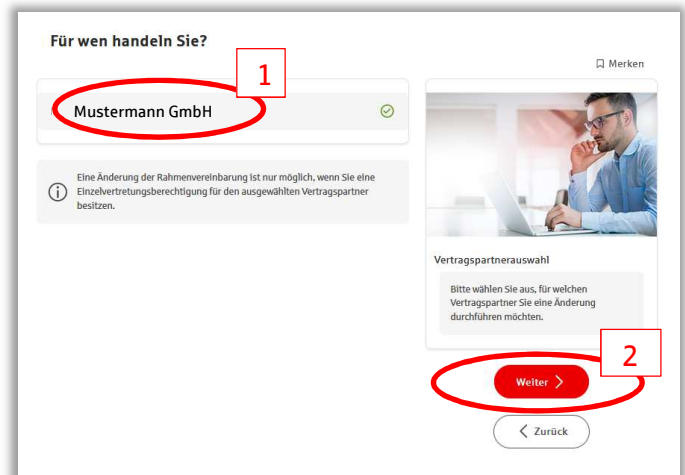 Für wen handeln Sie?
1
Merken
Mustermann GmbH
Eine Änderung der Rahmenvereinbarung ist nur möglich, wenn Sie eine
Einzelvertretungsberechtigung für den ausgewählten Vertragspartner
besitzen.
Vertragspartnerauswahl
Bitte wählen Sie aus, für welchen
Vertragspartner Sie eine Änderung
durchführen möchten.
2
Weiter
Zurück